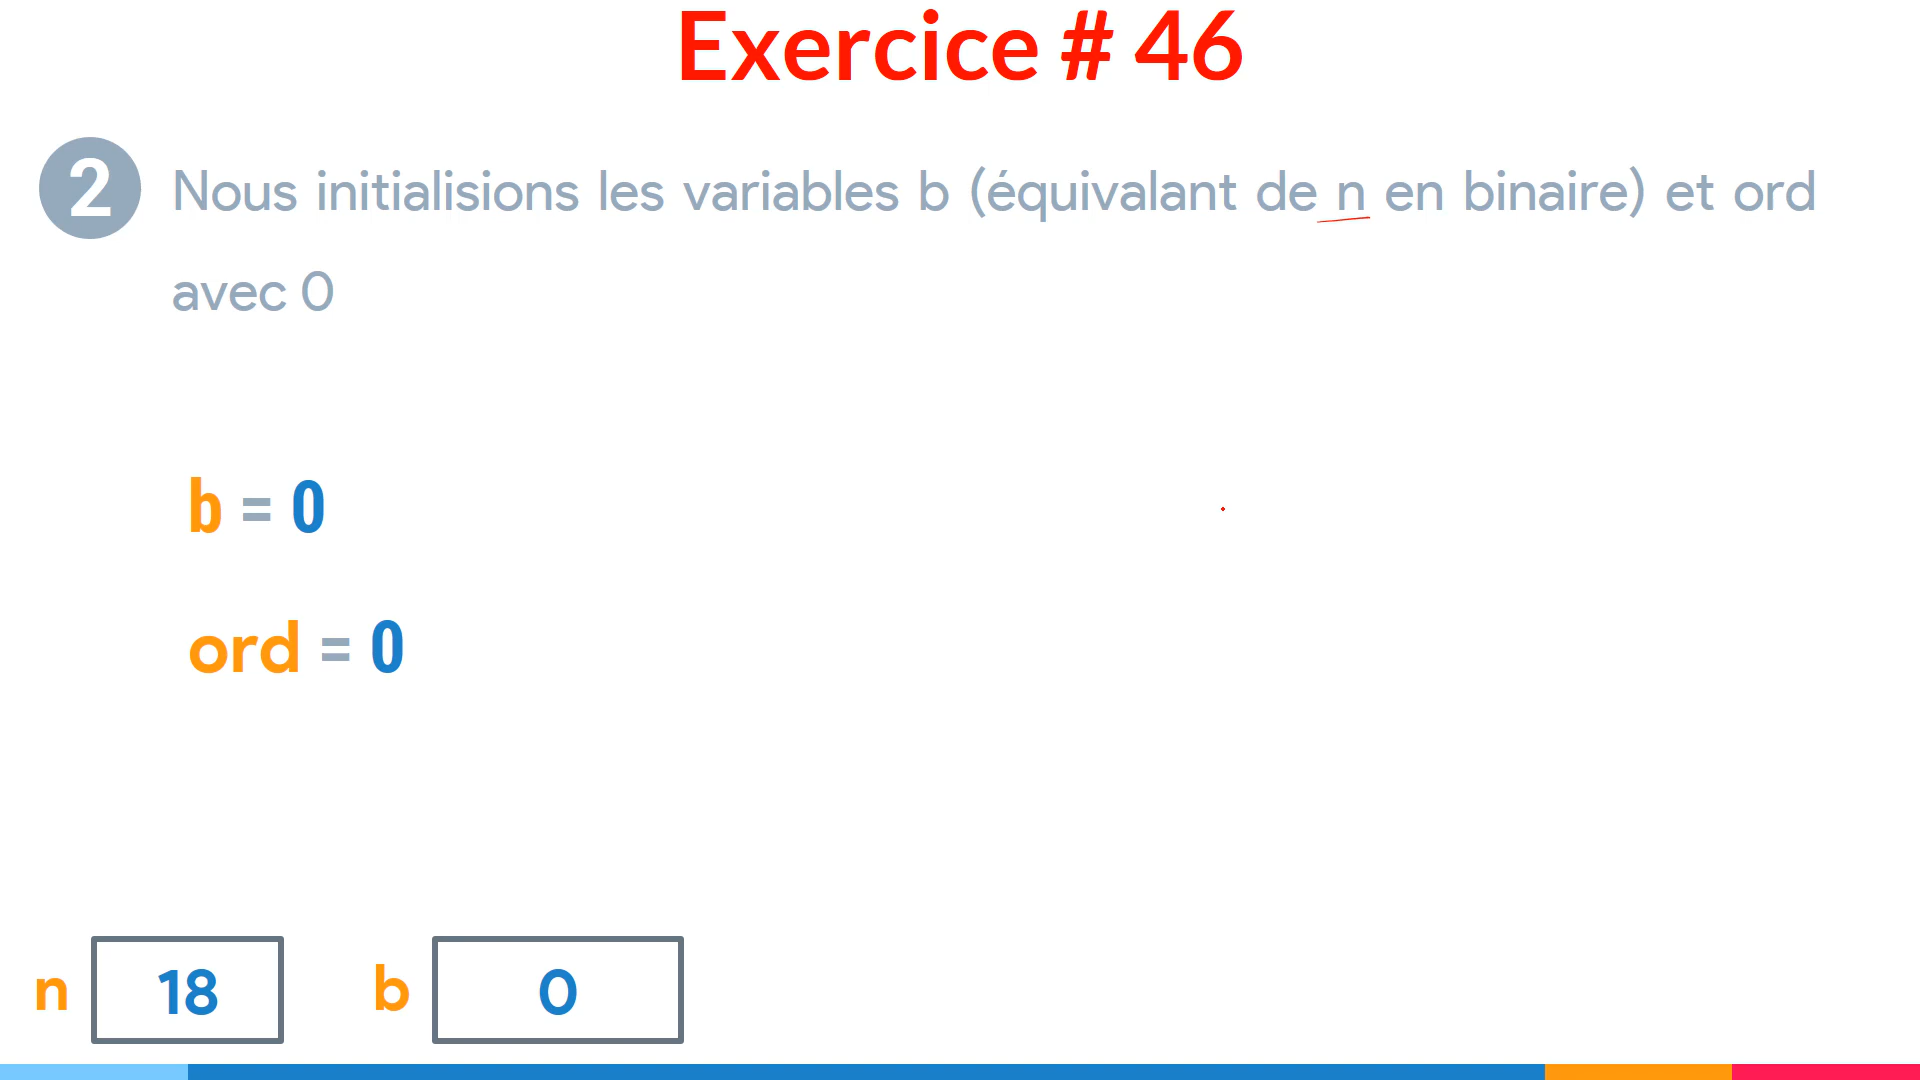 Exercice # 46
2 Nous initialisions les variables b (équivalant de n en binaire) et ord
avec 0
b = 0
ord = 0
n 18 b 0